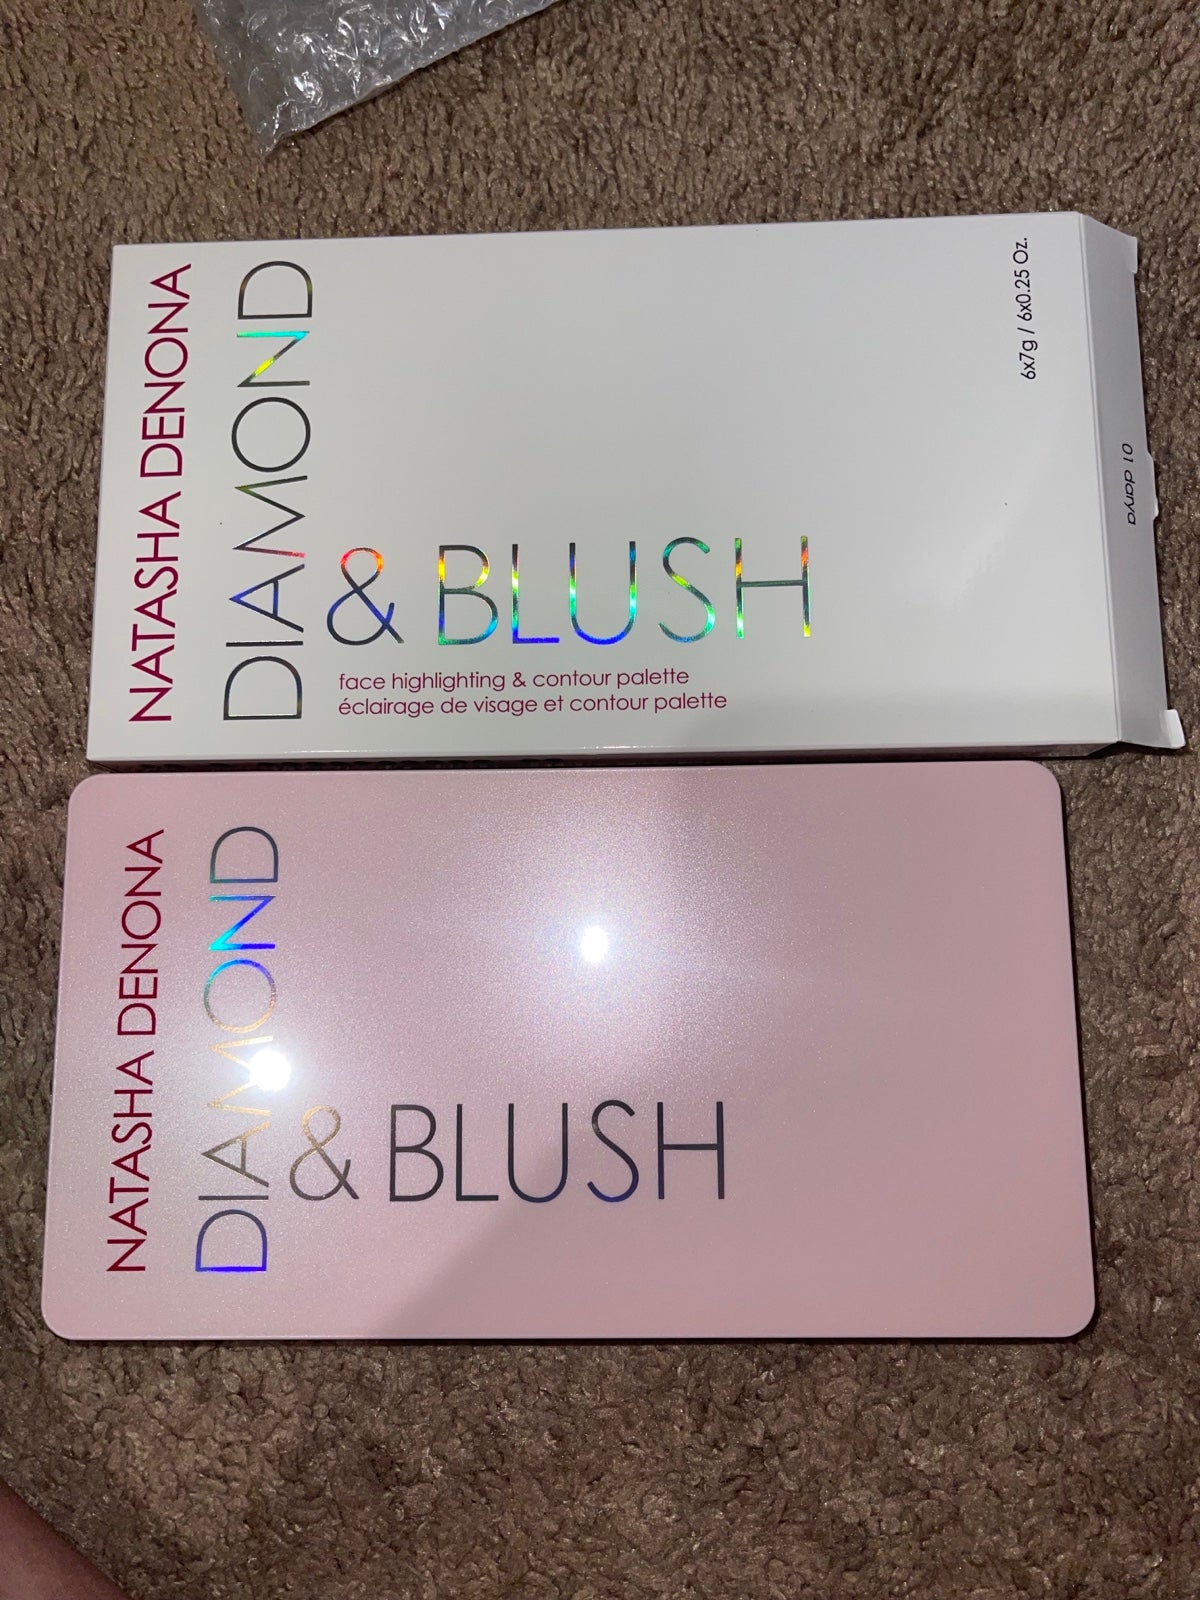 NATASHA DENONA
DIAMOND
& BLUSH
face highlighting & contour palette
éclairage de visage et contour palette
6x7g / 6x0.25 Oz.
01 darya
NATASHA DENONA
DIAMOND
& BLUSH